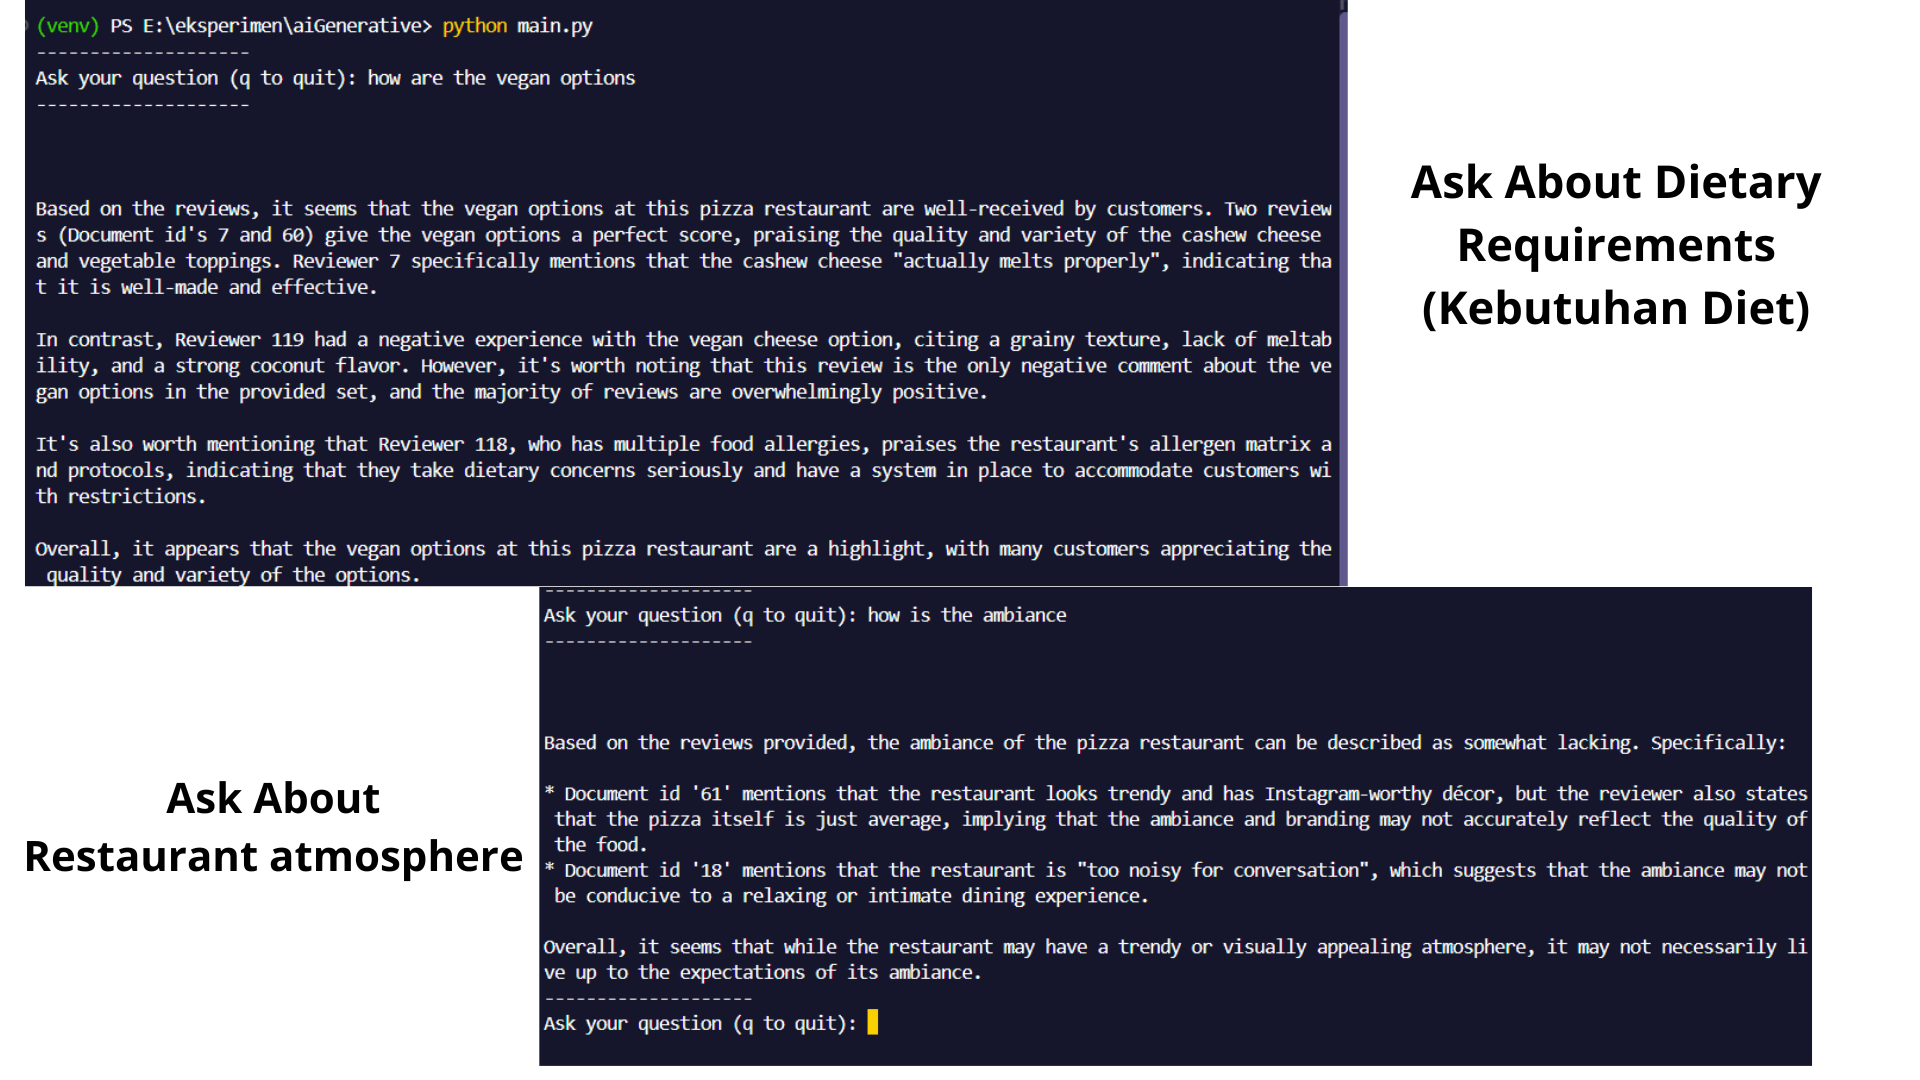 (venv) PS E:\eksperimen\aiGenerative> python main.py
--------------------
Ask your question (q to quit): how are the vegan options
--------------------
Based on the reviews, it seems that the vegan options at this pizza restaurant are well-received by customers. Two review
s (Document id's 7 and 60) give the vegan options a perfect score, praising the quality and variety of the cashew cheese
and vegetable toppings. Reviewer 7 specifically mentions that the cashew cheese "actually melts properly", indicating tha
t it is well-made and effective.
In contrast, Reviewer 119 had a negative experience with the vegan cheese option, citing a grainy texture, lack of meltab
ility, and a strong coconut flavor. However, it's worth noting that this review is the only negative comment about the ve
gan options in the provided set, and the majority of reviews are overwhelmingly positive.
It's also worth mentioning that Reviewer 118, who has multiple food allergies, praises the restaurant's allergen matrix a
nd protocols, indicating that they take dietary concerns seriously and have a system in place to accommodate customers wi
th restrictions.
Overall, it appears that the vegan options at this pizza restaurant are a highlight, with many customers appreciating the
quality and variety of the options.
Ask About Dietary
Requirements
(Kebutuhan Diet)
Ask About
Restaurant atmosphere
--------------------
Ask your question (q to quit): how is the ambiance
--------------------
Based on the reviews provided, the ambiance of the pizza restaurant can be described as somewhat lacking. Specifically:
* Document id '61' mentions that the restaurant looks trendy and has Instagram-worthy décor, but the reviewer also states
that the pizza itself is just average, implying that the ambiance and branding may not accurately reflect the quality of
the food.
* Document id '18' mentions that the restaurant is "too noisy for conversation", which suggests that the ambiance may not
be conducive to a relaxing or intimate dining experience.
Overall, it seems that while the restaurant may have a trendy or visually appealing atmosphere, it may not necessarily li
ve up to the expectations of its ambiance.
--------------------
Ask your question (q to quit):